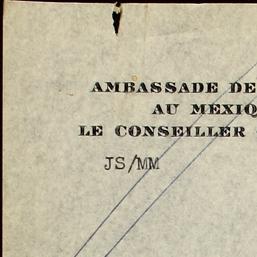 AMBASSADE DE
AU MEXIQ
LE CONSEILLER
JS/MM